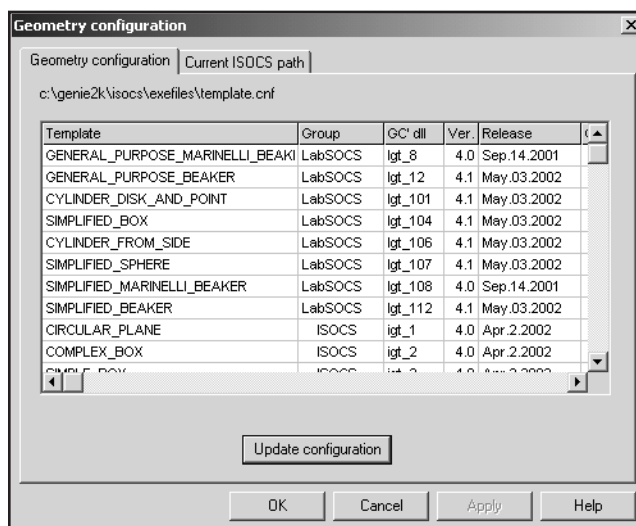 Geometry configuration
Geometry configuration Current ISOCS path
c:\genie2k\isocs\exefiles\template.cnf
Template Group GC' dll Ver. Release
GENERAL_PURPOSE_MARINELLI_BEAKI LabSOCS lgt_8 4.0 Sep.14.2001
GENERAL_PURPOSE_BEAKER LabSOCS lgt_12 4.1 May.03.2002
CYLINDER_DISK_AND_POINT LabSOCS lgt_101 4.1 May.03.2002
SIMPLIFIED_BOX LabSOCS lgt_104 4.1 May.03.2002
CYLINDER_FROM_SIDE LabSOCS lgt_106 4.1 May.03.2002
SIMPLIFIED_SPHERE LabSOCS lgt_107 4.1 May.03.2002
SIMPLIFIED_MARINELLI_BEAKER LabSOCS lgt_108 4.0 Sep.14.2001
SIMPLIFIED_BEAKER LabSOCS lgt_112 4.1 May.03.2002
CIRCULAR_PLANE ISOCS igt_1 4.0 Apr.2.2002
COMPLEX_BOX ISOCS igt_2 4.0 Apr.2.2002
Update configuration
OK Cancel Apply Help